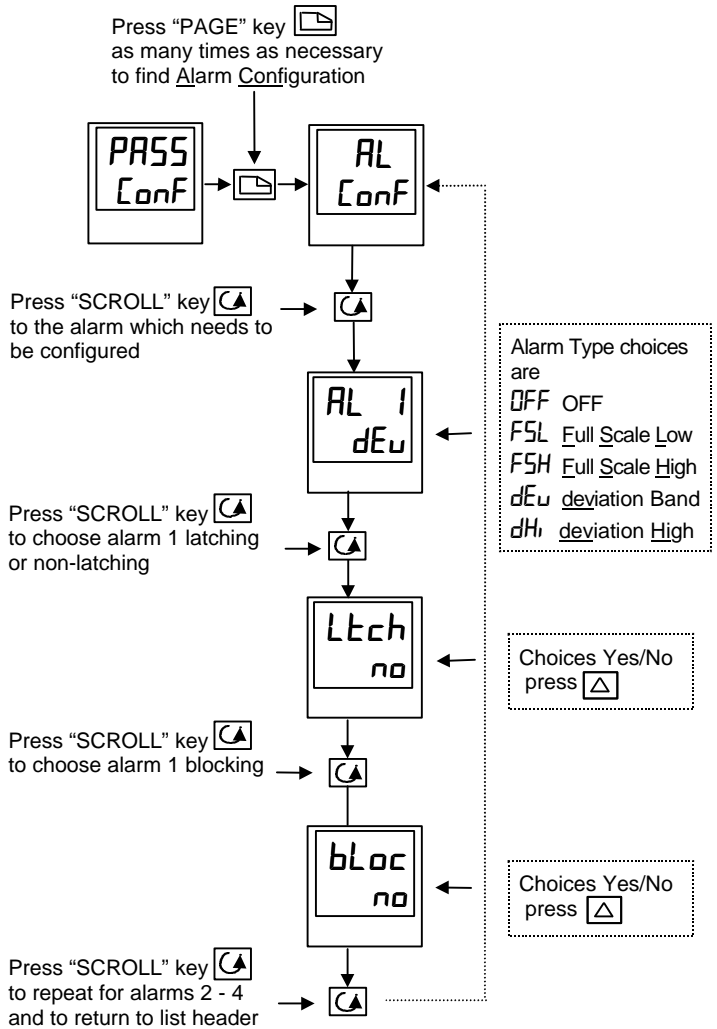 Press “PAGE” key
as many times as necessary
to find Alarm Configuration
PASS
ConF
AL
ConF
Press “SCROLL” key
to the alarm which needs to
be configured
AL 1
dEv
Alarm Type choices
are
OFF OFF
FSL Full Scale Low
FSH Full Scale High
dEv deviation Band
dHi deviation High
Press “SCROLL” key
to choose alarm 1 latching
or non-latching
Ltch
no
Choices Yes/No
press
Press “SCROLL” key
to choose alarm 1 blocking
bLoc
no
Choices Yes/No
press
Press “SCROLL” key
to repeat for alarms 2 - 4
and to return to list header